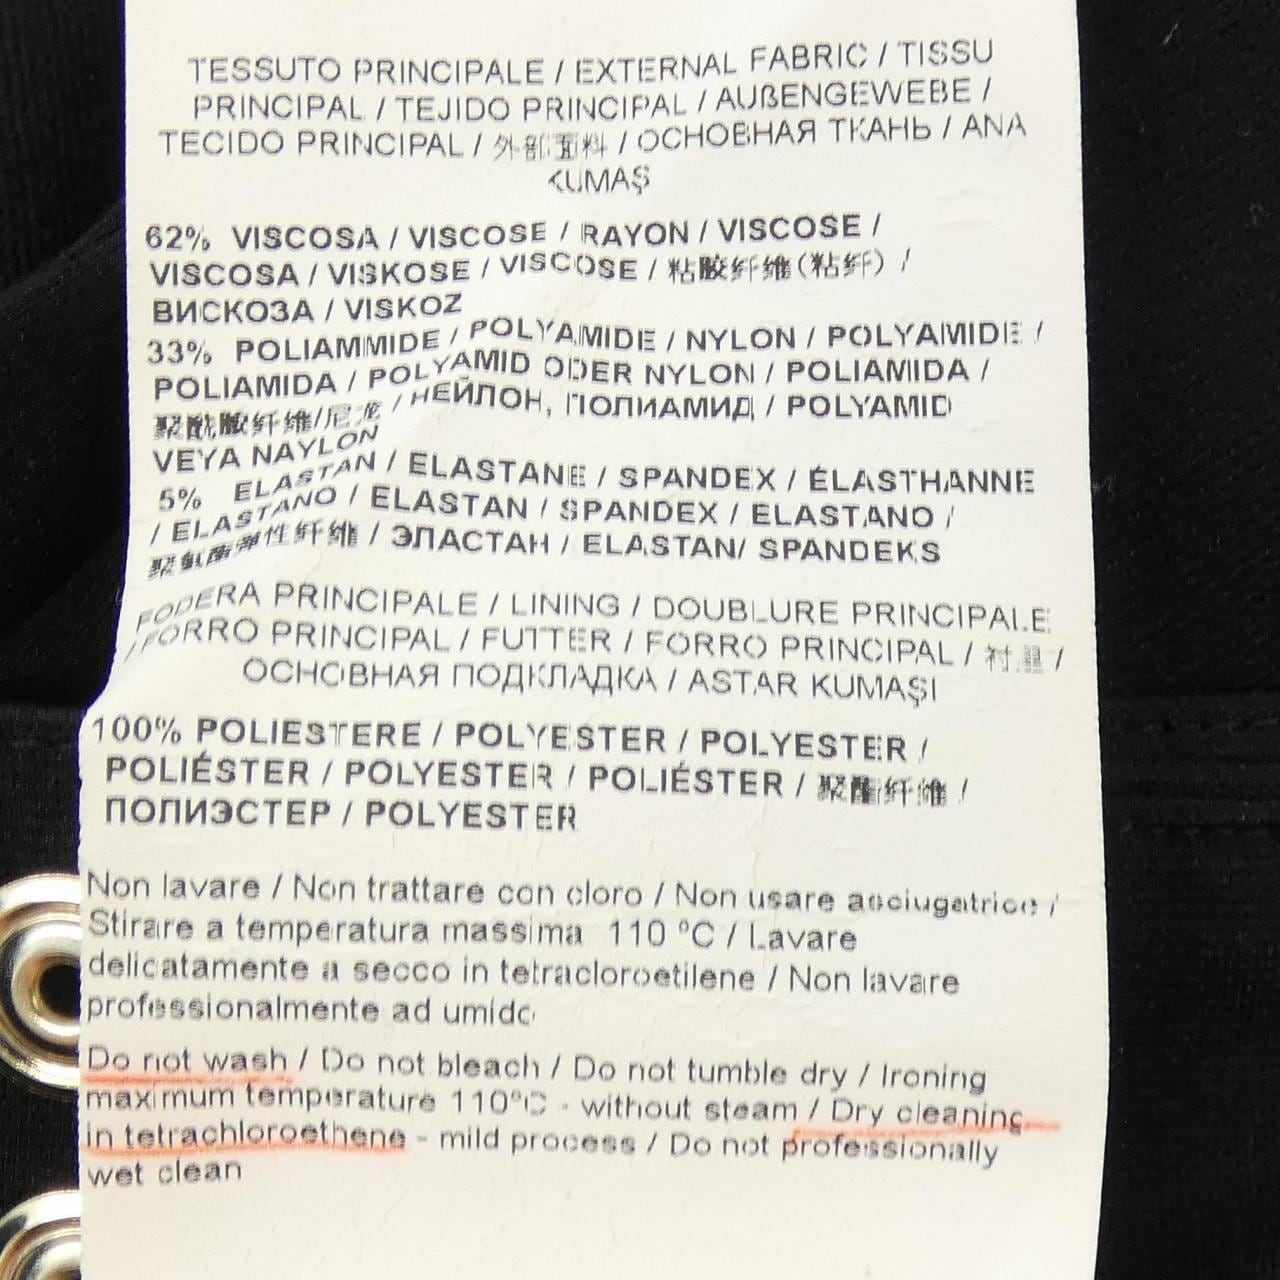 TESSUTO PRINCIPALE / EXTERNAL FABRIC / TISSU
PRINCIPAL / TEJIDO PRINCIPAL / AUßENGEWEBE /
TECIDO PRINCIPAL / 外部面料 / ОСНОВНАЯ ТКАНЬ / ANA
KUMAŞ
62% VISCOSA / VISCOSE / RAYON / VISCOSE /
VISCOSA / VISKOSE / VISCOSE / 粘胶纤维(粘纤) /
ВИСКОЗА / VISKOZ
33% POLIAMMIDE / POLYAMIDE / NYLON / POLYAMIDE /
POLIAMIDA / POLYAMID ODER NYLON / POLIAMIDA /
聚酰胺纤维/尼龙 / НЕЙЛОН, ПОЛИАМИД / POLYAMID
VEYA NAYLON
5% ELASTAN / ELASTANE / SPANDEX / ÉLASTHANNE
/ ELASTANO / ELASTAN / SPANDEX / ELASTANO /
聚氨酯弹性纤维 / ЭЛАСТАН / ELASTAN/ SPANDEKS
FODERA PRINCIPALE / LINING / DOUBLURE PRINCIPALE
/ FORRO PRINCIPAL / FUTTER / FORRO PRINCIPAL / 衬里 /
ОСНОВНАЯ ПОДКЛАДКА / ASTAR KUMAŞI
100% POLIESTERE / POLYESTER / POLYESTER /
POLIÉSTER / POLYESTER / POLIÉSTER / 聚酯纤维 /
ПОЛИЭСТЕР / POLYESTER
Non lavare / Non trattare con cloro / Non usare asciugatrice /
Stirare a temperatura massima 110 ºC / Lavare
delicatamente a secco in tetracloroetilene / Non lavare
professionalmente ad umido
Do not wash / Do not bleach / Do not tumble dry / Ironing
maximum temperature 110ºC - without steam / Dry cleaning
in tetrachloroethene - mild process / Do not professionally
wet clean